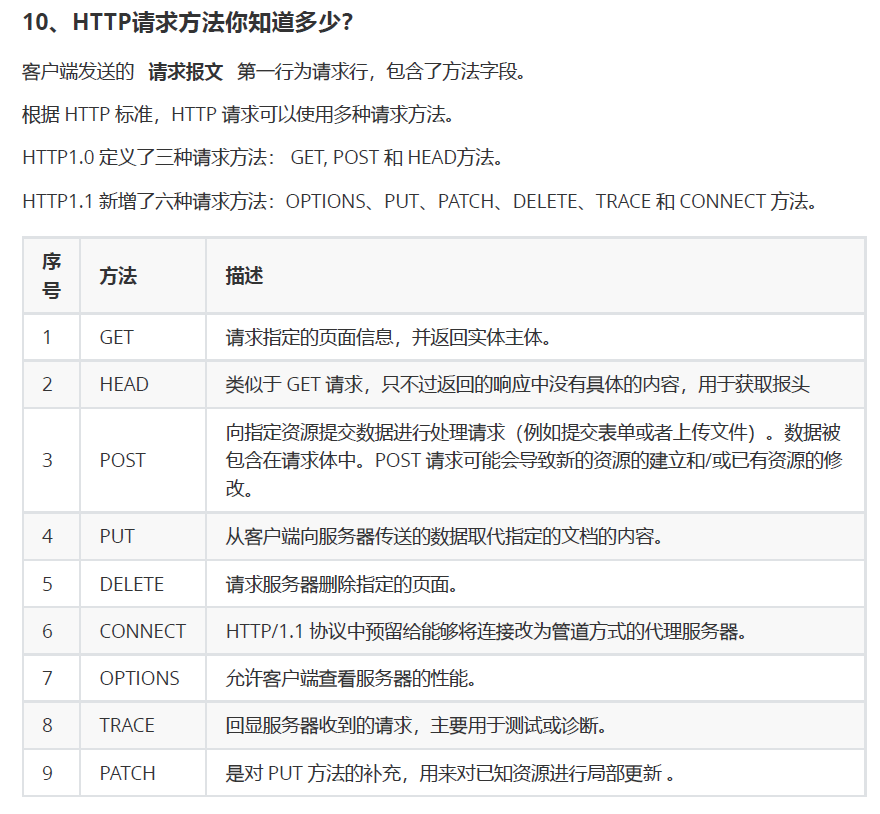 10、HTTP请求方法你知道多少?
客户端发送的 请求报文 第一行为请求行，包含了方法字段。
根据 HTTP 标准，HTTP 请求可以使用多种请求方法。
HTTP1.0 定义了三种请求方法： GET, POST 和 HEAD方法。
HTTP1.1 新增了六种请求方法：OPTIONS、PUT、PATCH、DELETE、TRACE 和 CONNECT 方法。
序
号 方法 描述
1 GET 请求指定的页面信息，并返回实体主体。
2 HEAD 类似于 GET 请求，只不过返回的响应中没有具体的内容，用于获取报头
3 POST 向指定资源提交数据进行处理请求（例如提交表单或者上传文件）。数据被
包含在请求体中。POST 请求可能会导致新的资源的建立和/或已有资源的修
改。
4 PUT 从客户端向服务器传送的数据取代指定的文档的内容。
5 DELETE 请求服务器删除指定的页面。
6 CONNECT HTTP/1.1 协议中预留给能够将连接改为管道方式的代理服务器。
7 OPTIONS 允许客户端查看服务器的性能。
8 TRACE 回显服务器收到的请求，主要用于测试或诊断。
9 PATCH 是对 PUT 方法的补充，用来对已知资源进行局部更新 。